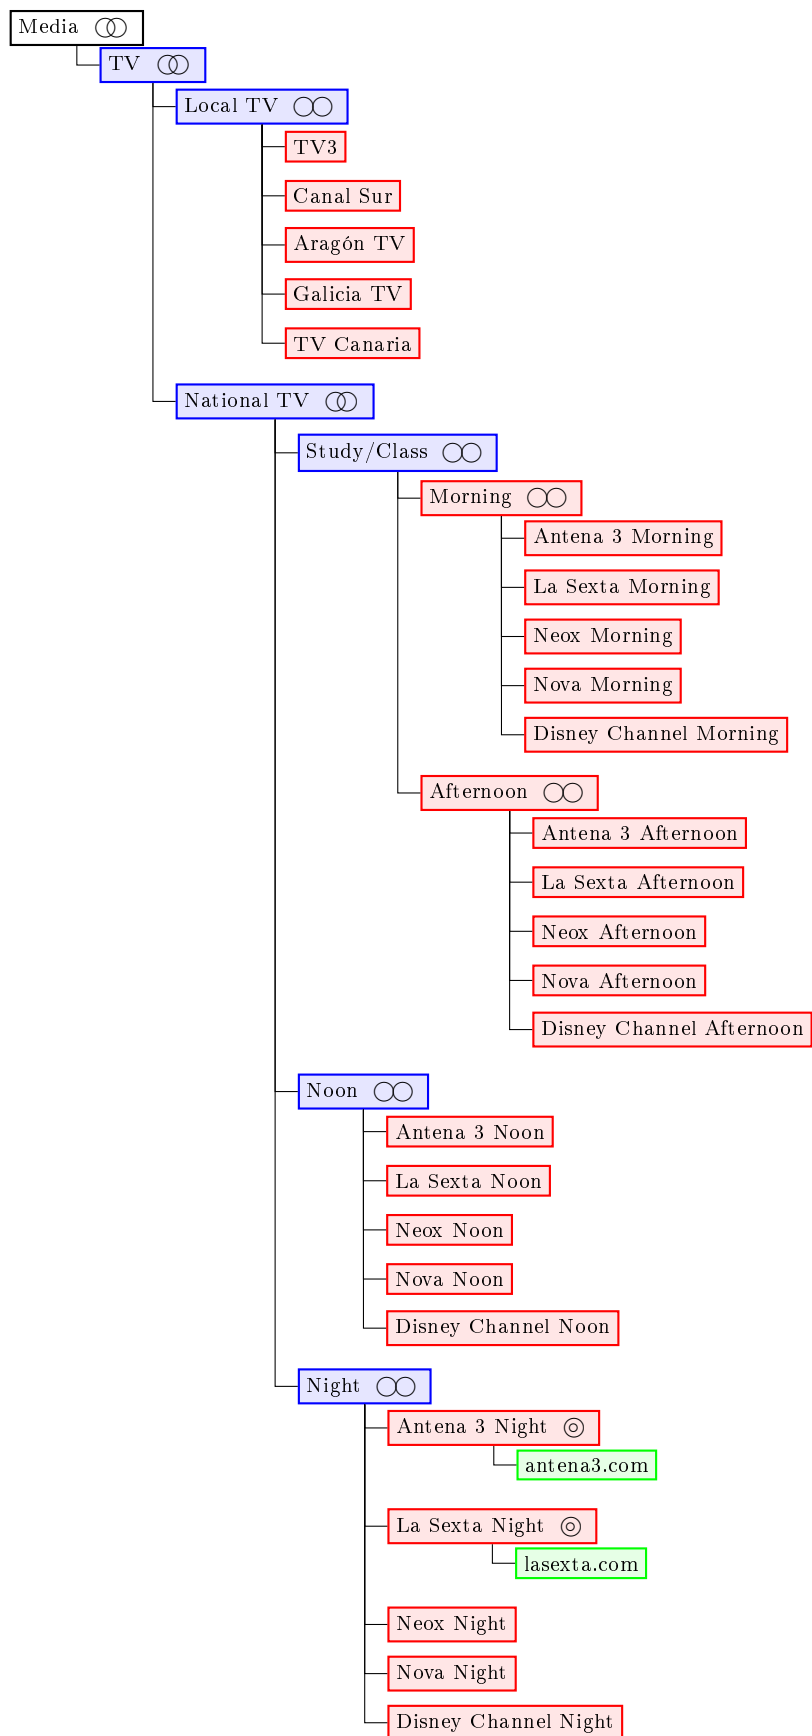 Media
TV
Local TV
TV3
Canal Sur
Aragón TV
Galicia TV
TV Canaria
National TV
Study/Class
Morning
Antena 3 Morning
La Sexta Morning
Neox Morning
Nova Morning
Disney Channel Morning
Afternoon
Antena 3 Afternoon
La Sexta Afternoon
Neox Afternoon
Nova Afternoon
Disney Channel Afternoon
Noon
Antena 3 Noon
La Sexta Noon
Neox Noon
Nova Noon
Disney Channel Noon
Night
Antena 3 Night
antena3.com
La Sexta Night
lasexta.com
Neox Night
Nova Night
Disney Channel Night